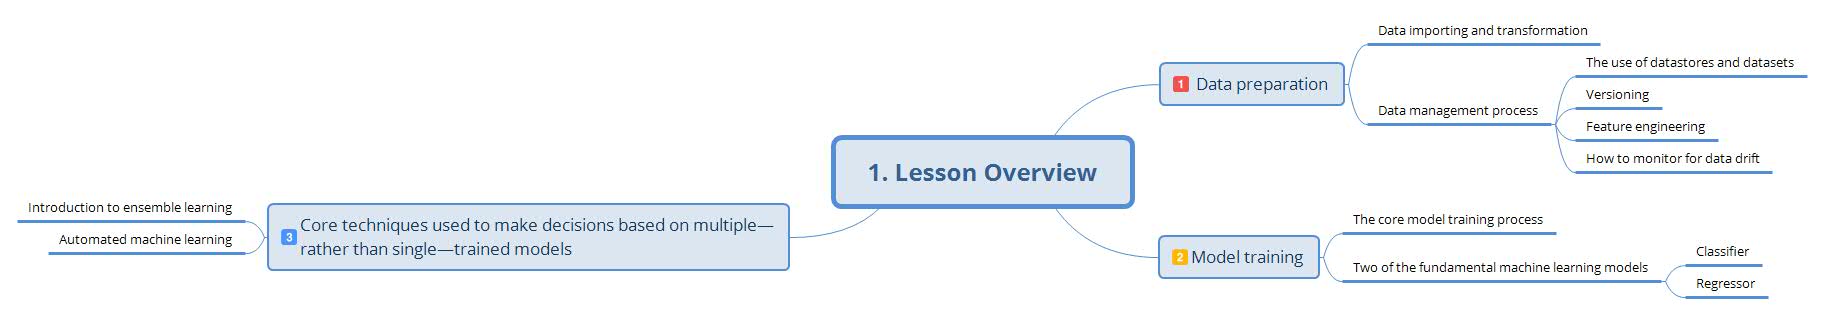 1. Lesson Overview
1 Data preparation
Data importing and transformation
Data management process
The use of datastores and datasets
Versioning
Feature engineering
How to monitor for data drift
2 Model training
The core model training process
Two of the fundamental machine learning models
Classifier
Regressor
3 Core techniques used to make decisions based on multiple—
rather than single—trained models
Introduction to ensemble learning
Automated machine learning